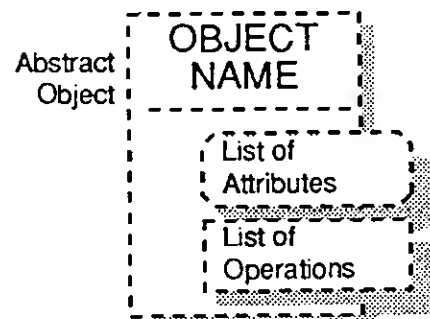 Abstract
Object
OBJECT
NAME
List of
Attributes
List of
Operations